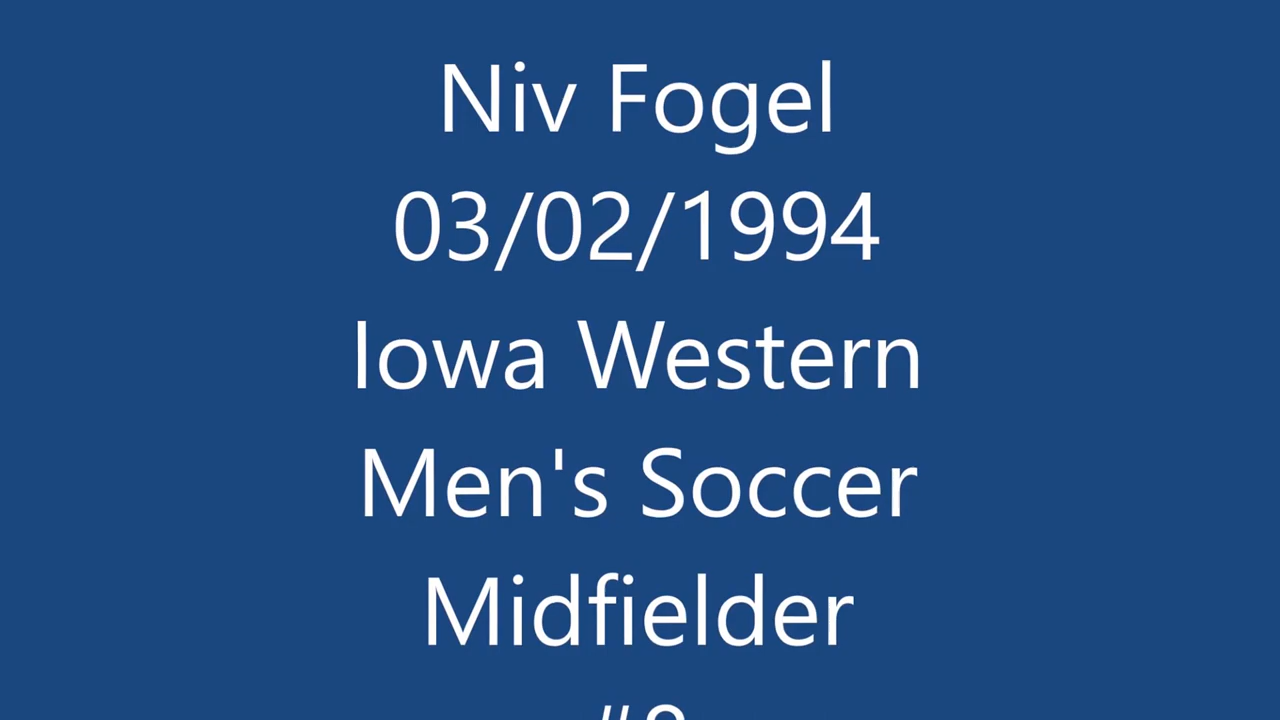 Niv Fogel
03/02/1994
Iowa Western
Men's Soccer
Midfielder